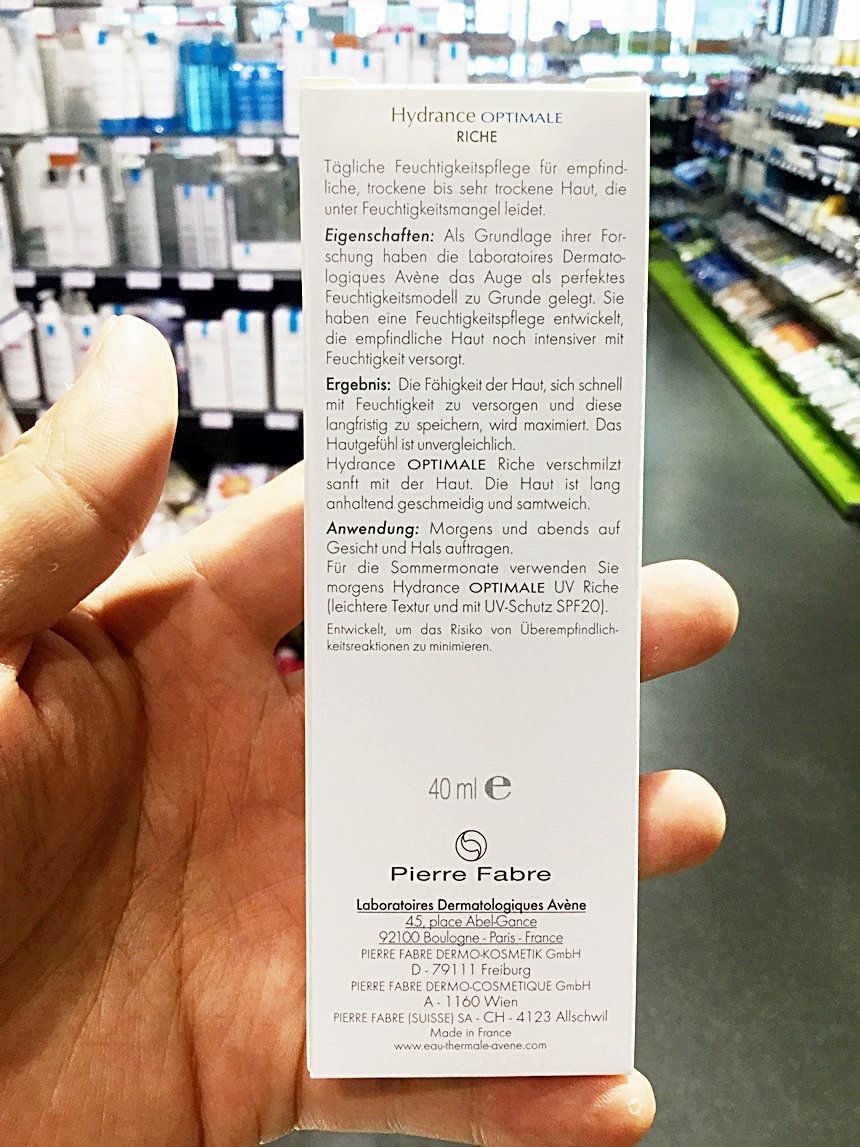 Hydrance OPTIMALE
RICHE
Tägliche Feuchtigkeitspflege für empfind-
liche, trockene bis sehr trockene Haut, die
unter Feuchtigkeitsmangel leidet.
Eigenschaften: Als Grundlage ihrer For-
schung haben die Laboratoires Dermato-
logiques Avène das Auge als perfektes
Feuchtigkeitsmodell zu Grunde gelegt. Sie
haben eine Feuchtigkeitspflege entwickelt,
die empfindliche Haut noch intensiver mit
Feuchtigkeit versorgt.
Ergebnis: Die Fähigkeit der Haut, sich schnell
mit Feuchtigkeit zu versorgen und diese
langfristig zu speichern, wird maximiert. Das
Hautgefühl ist unvergleichlich.
Hydrance OPTIMALE Riche verschmilzt
sanft mit der Haut. Die Haut ist lang
anhaltend geschmeidig und samtweich.
Anwendung: Morgens und abends auf
Gesicht und Hals auftragen.
Für die Sommermonate verwenden Sie
morgens Hydrance OPTIMALE UV Riche
(leichtere Textur und mit UV-Schutz SPF20).
Entwickelt, um das Risiko von Überempfindlich-
keitsreaktionen zu minimieren.
40 ml e
Pierre Fabre
Laboratoires Dermatologiques Avène
45, place Abel-Gance
92100 Boulogne - Paris - France
PIERRE FABRE DERMO-KOSMETIK GmbH
D - 79111 Freiburg
PIERRE FABRE DERMO-COSMETIQUE GmbH
A - 1160 Wien
PIERRE FABRE (SUISSE) SA - CH - 4123 Allschwil
Made in France
www.eau-thermale-avene.com